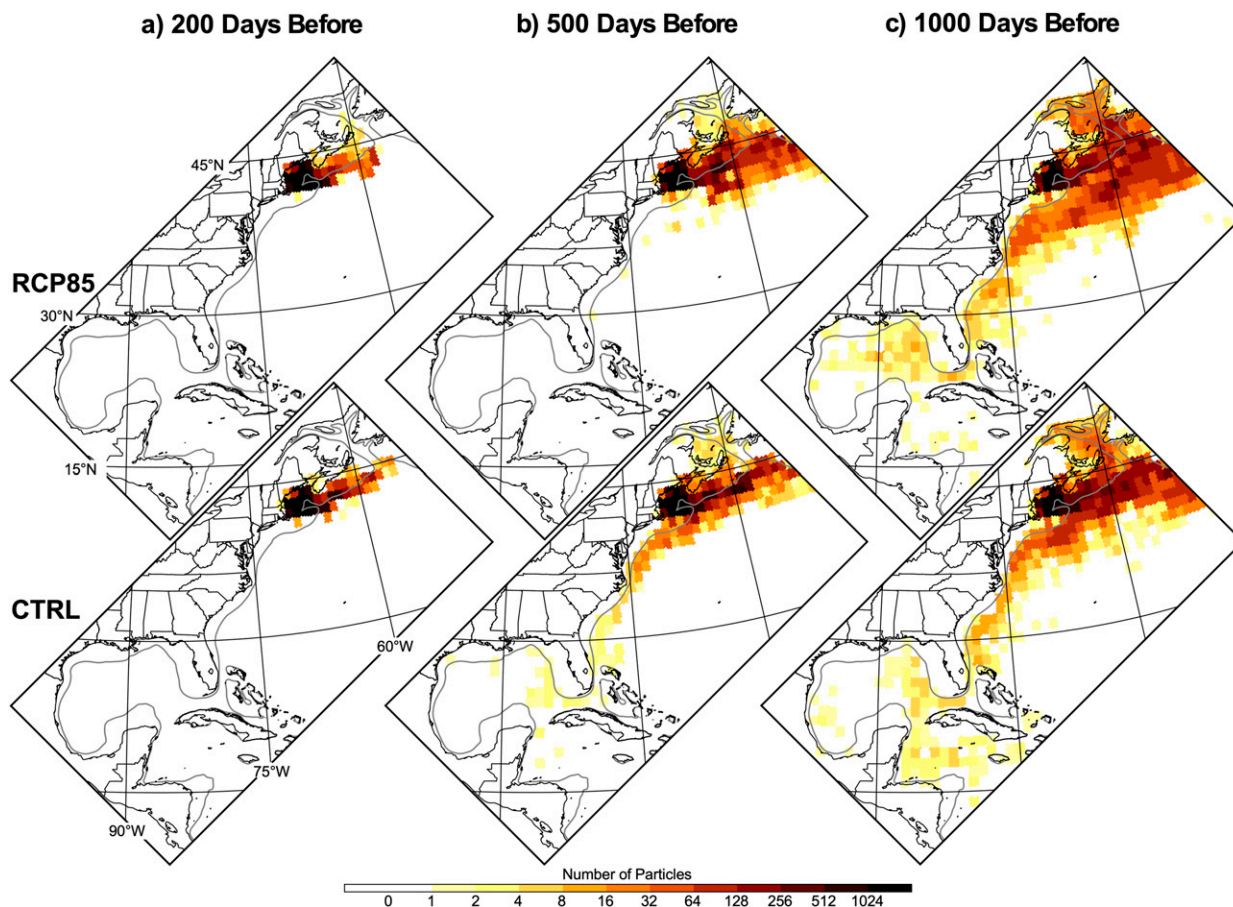 a) 200 Days Before b) 500 Days Before c) 1000 Days Before
45°N
RCP85
30°N
15°N
CTRL
60°W
75°W
90°W
Number of Particles
0 1 2 4 8 16 32 64 128 256 512 1024